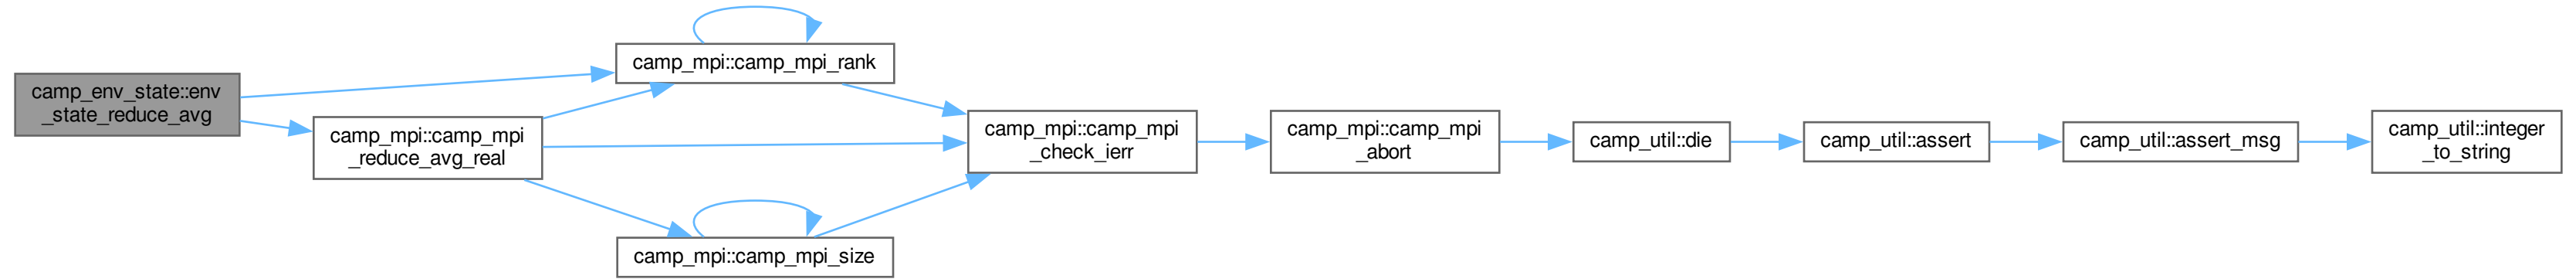 camp_env_state::env
_state_reduce_avg
camp_mpi::camp_mpi
_reduce_avg_real
camp_mpi::camp_mpi_rank
camp_mpi::camp_mpi_size
camp_mpi::camp_mpi
_check_ierr
camp_mpi::camp_mpi
_abort
camp_util::die
camp_util::assert
camp_util::assert_msg
camp_util::integer
_to_string